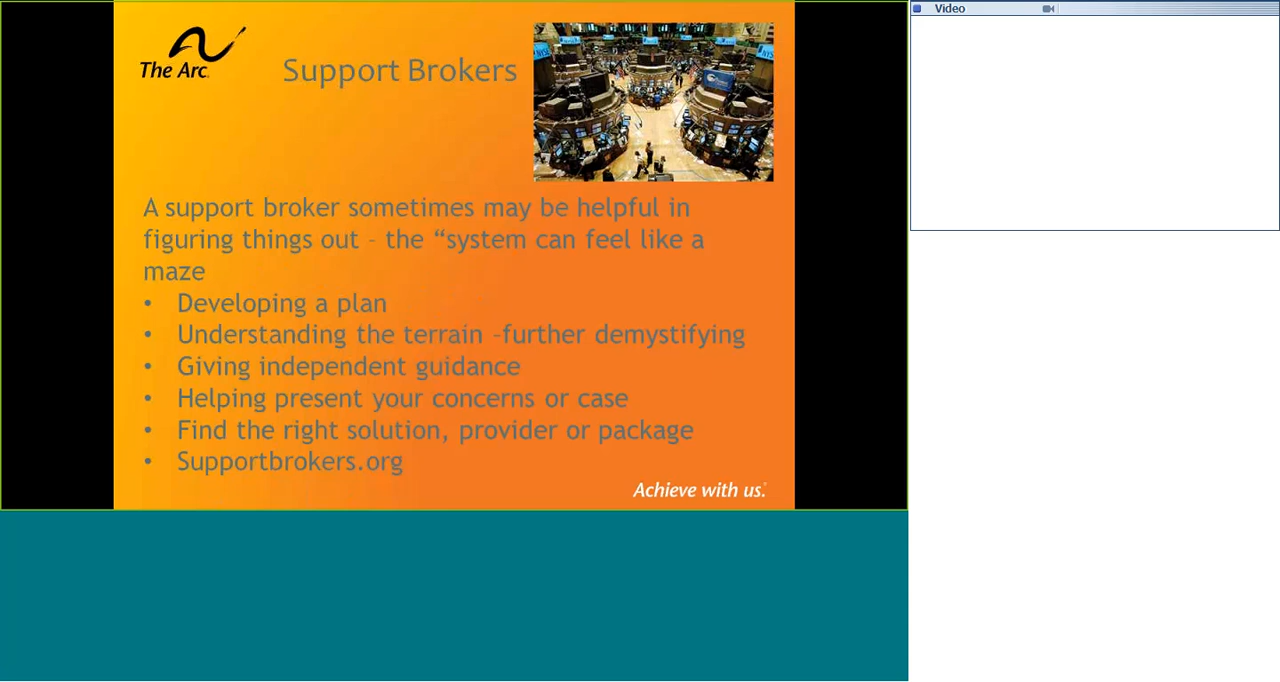 Video
The Arc
Support Brokers
A support broker sometimes may be helpful in
figuring things out – the “system can feel like a
maze
• Developing a plan
• Understanding the terrain –further demystifying
• Giving independent guidance
• Helping present your concerns or case
• Find the right solution, provider or package
• Supportbrokers.org
Achieve with us.